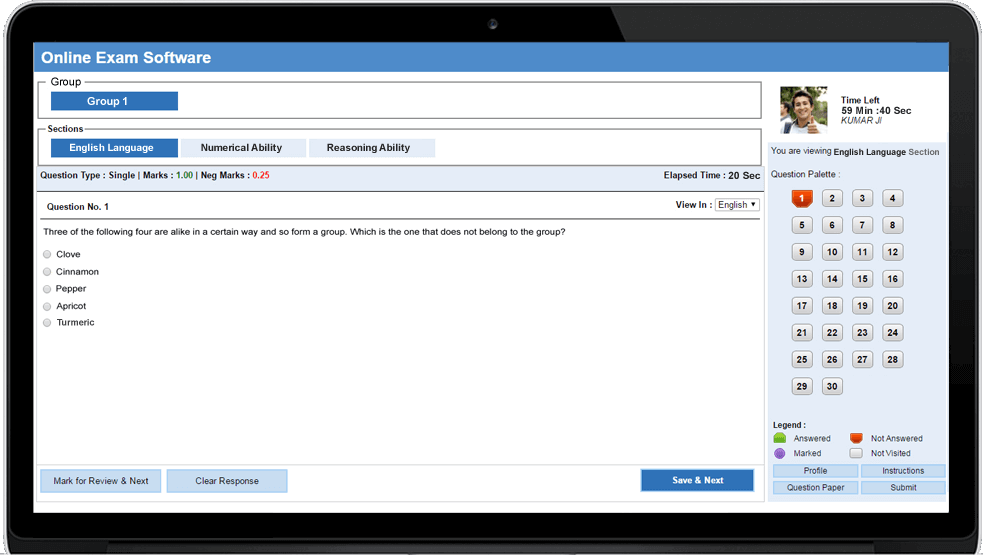 Online Exam Software
Group
Group 1
Sections
English Language Numerical Ability Reasoning Ability
Question Type : Single | Marks : 1.00 | Neg Marks : 0.25 Elapsed Time : 20 Sec
Question No. 1 View In : English
Three of the following four are alike in a certain way and so form a group. Which is the one that does not belong to the group?
Clove
Cinnamon
Pepper
Apricot
Turmeric
Mark for Review & Next Clear Response Save & Next
Time Left
59 Min :40 Sec
KUMAR JI
You are viewing English Language Section
Question Palette :
1 2 3 4
5 6 7 8
9 10 11 12
13 14 15 16
17 18 19 20
21 22 23 24
25 26 27 28
29 30
Legend :
Answered Not Answered
Marked Not Visited
Profile Instructions
Question Paper Submit